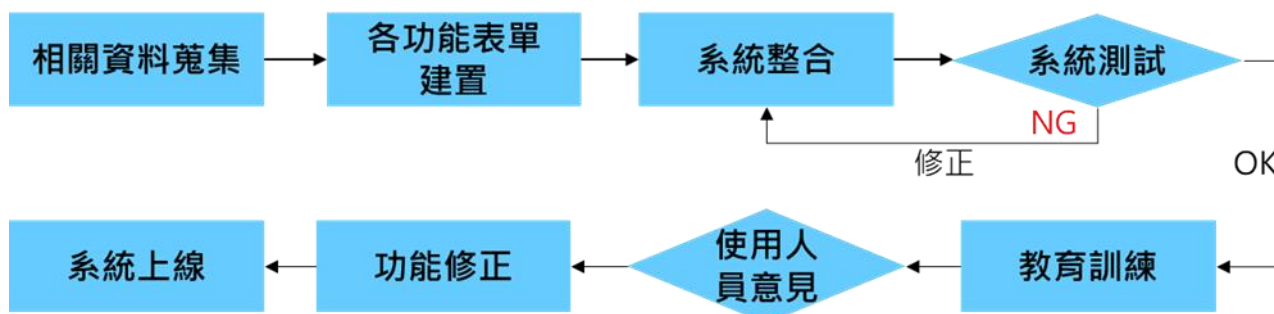 相關資料蒐集
各功能表單
建置
系統整合
系統測試
NG
修正
OK
系統上線
功能修正
使用人
員意見
教育訓練